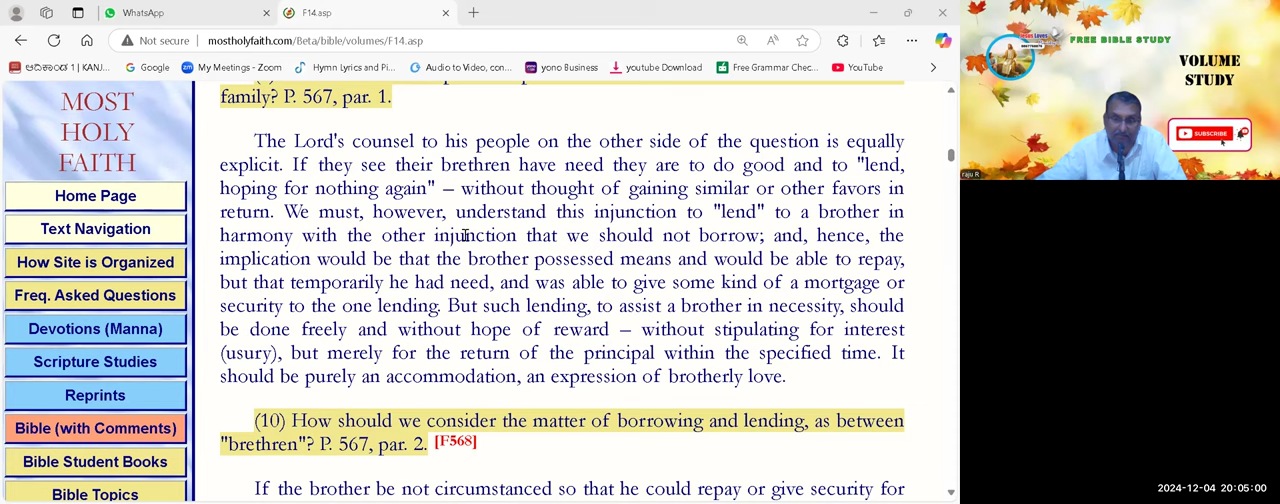 WhatsApp
F14.asp
Not secure
mostholyfaith.com/Beta/bible/volumes/F14.asp
ಆದಿಕಾಂಡ 1 | KANJ...
Google
My Meetings - Zoom
Hymn,Lyrics and Pi...
Audio to Video, con...
yono Business
youtube Download
Free Grammar Chec...
YouTube
MOST
HOLY
FAITH
Home Page
Text Navigation
How Site is Organized
Freq. Asked Questions
Devotions (Manna)
Scripture Studies
Reprints
Bible (with Comments)
Bible Student Books
Bible Topics
family? P. 567, par. 1.
The Lord's counsel to his people on the other side of the question is equally
explicit. If they see their brethren have need they are to do good and to "lend,
hoping for nothing again" – without thought of gaining similar or other favors in
return. We must, however, understand this injunction to "lend" to a brother in
harmony with the other injunction that we should not borrow; and, hence, the
implication would be that the brother possessed means and would be able to repay,
but that temporarily he had need, and was able to give some kind of a mortgage or
security to the one lending. But such lending, to assist a brother in necessity, should
be done freely and without hope of reward – without stipulating for interest
(usury), but merely for the return of the principal within the specified time. It
should be purely an accommodation, an expression of brotherly love.
(10) How should we consider the matter of borrowing and lending, as between
"brethren"? P. 567, par. 2. [F568]
If the brother be not circumstanced so that he could repay or give security for
Jesus Loves
FREE BIBLE STUDY
VOLUME
STUDY
SUBSCRIBE
raju R
2024-12-04 20:05:00